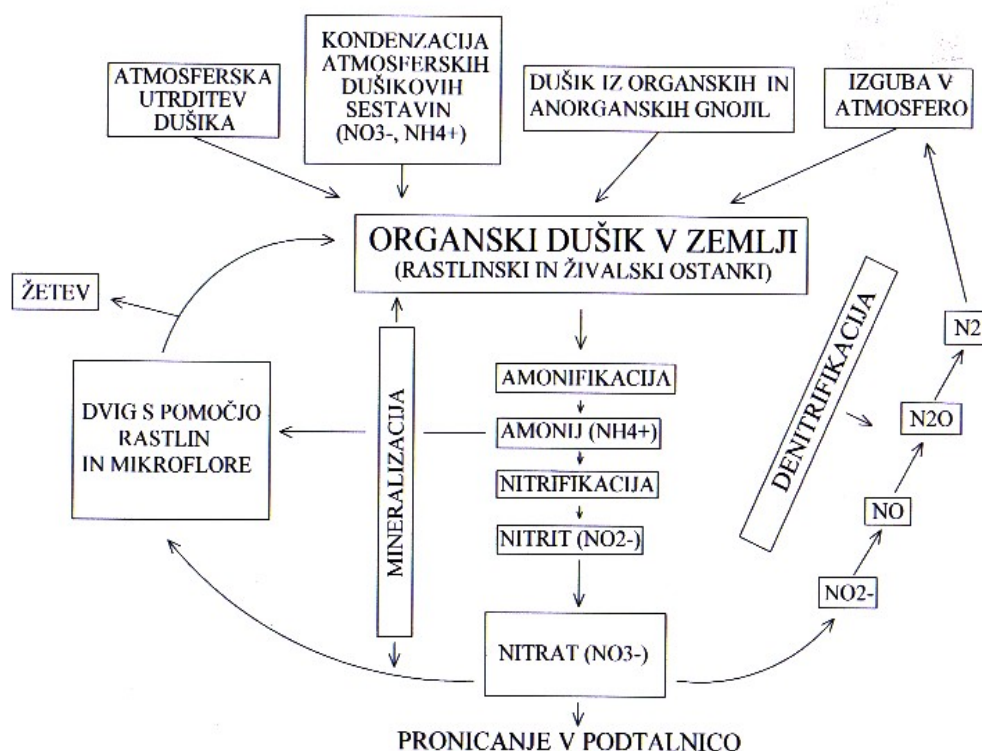 ATMOSFERSKA
UTRDITEV
DUŠIKA
KONDENZACIJA
ATMOSFERSKIH
DUŠIKOVIH
SESTAVIN
(NO3-, NH4+)
DUŠIK IZ ORGANSKIH IN
ANORGANSKIH GNOJIL
IZGUBA V
ATMOSFERO
ORGANSKI DUŠIK V ZEMLJI
(RASTLINSKI IN ŽIVALSKI OSTANKI)
ŽETEV
DVIG S POMOČJO
RASTLIN
IN MIKROFLORE
MINERALIZACIJA
AMONIFIKACIJA
AMONIJ (NH4+)
NITRIFIKACIJA
NITRIT (NO2-)
NITRAT (NO3-)
PRONICANJE V PODTALNICO
DENITRIFIKACIJA
N2
N2O
NO
NO2-